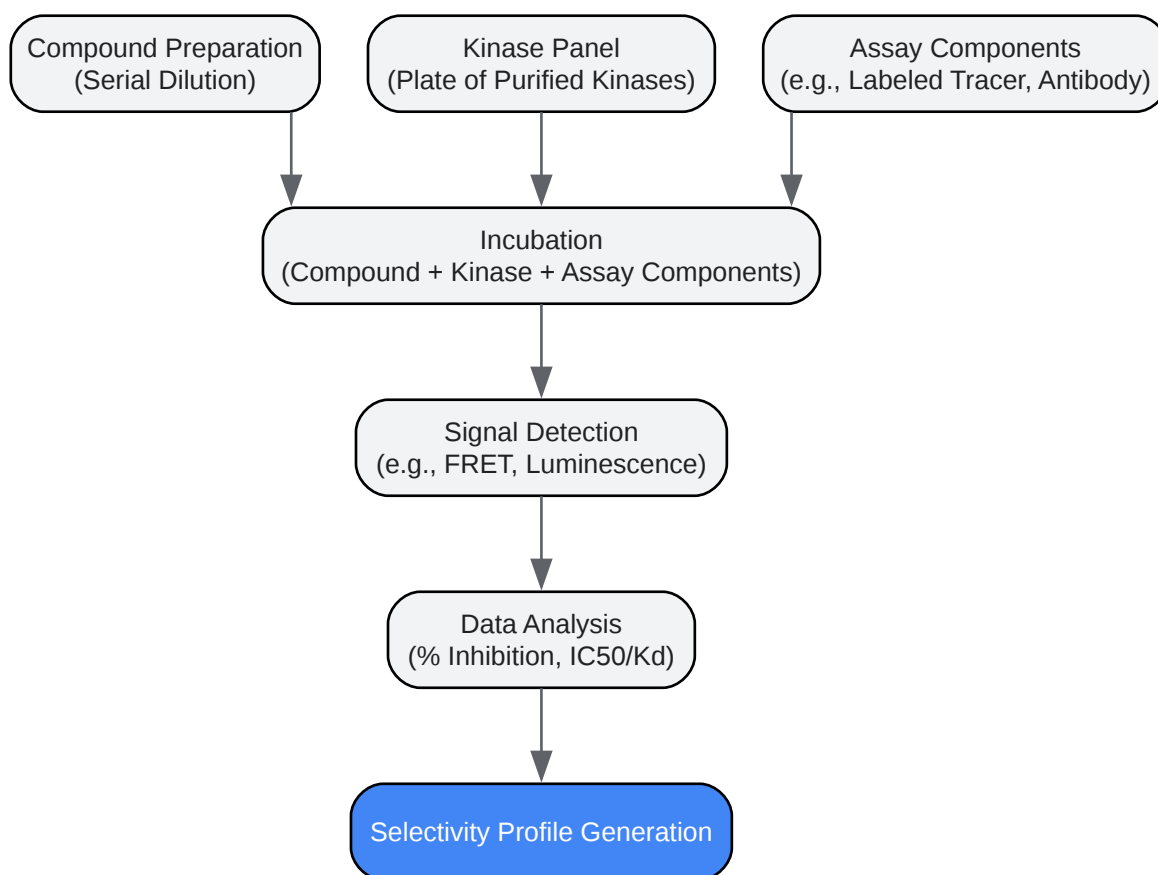 Compound Preparation
(Serial Dilution)
Kinase Panel
(Plate of Purified Kinases)
Assay Components
(e.g., Labeled Tracer, Antibody)
Incubation
(Compound + Kinase + Assay Components)
Signal Detection
(e.g., FRET, Luminescence)
Data Analysis
(% Inhibition, IC50/Kd)
Selectivity Profile Generation